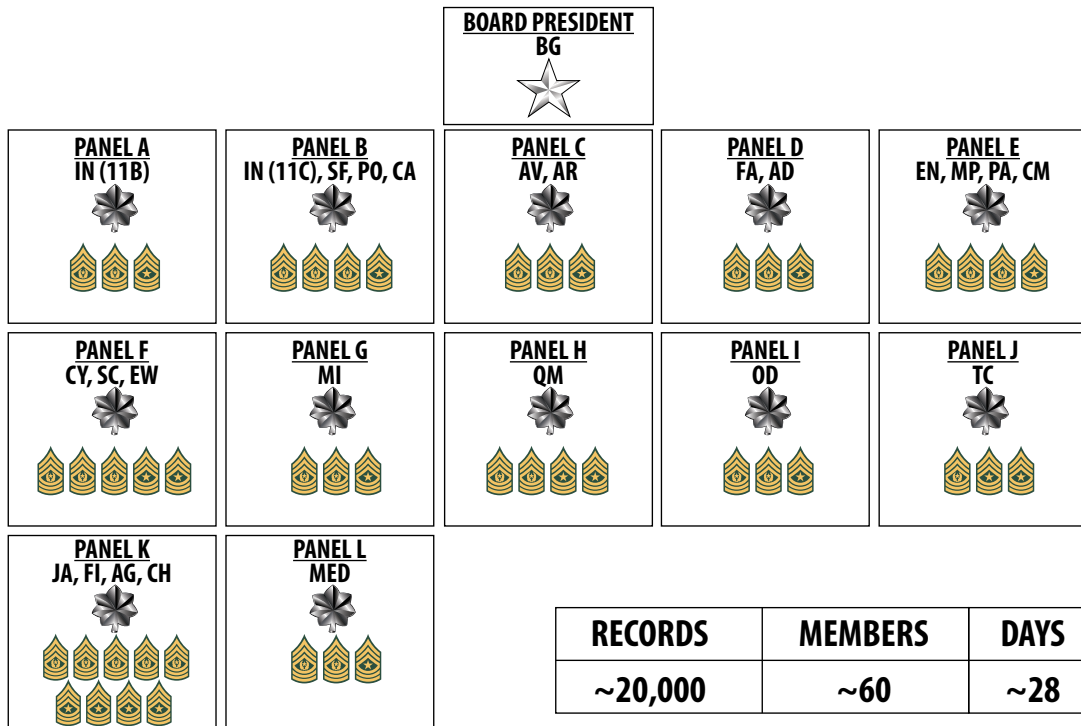 BOARD PRESIDENT
BG
PANEL A
IN (11B)
PANEL B
IN (11C), SF, PO, CA
PANEL C
AV, AR
PANEL D
FA, AD
PANEL E
EN, MP, PA, CM
PANEL F
CY, SC, EW
PANEL G
MI
PANEL H
QM
PANEL I
OD
PANEL J
TC
PANEL K
JA, FI, AG, CH
PANEL L
MED
RECORDS MEMBERS DAYS
~20,000 ~60 ~28